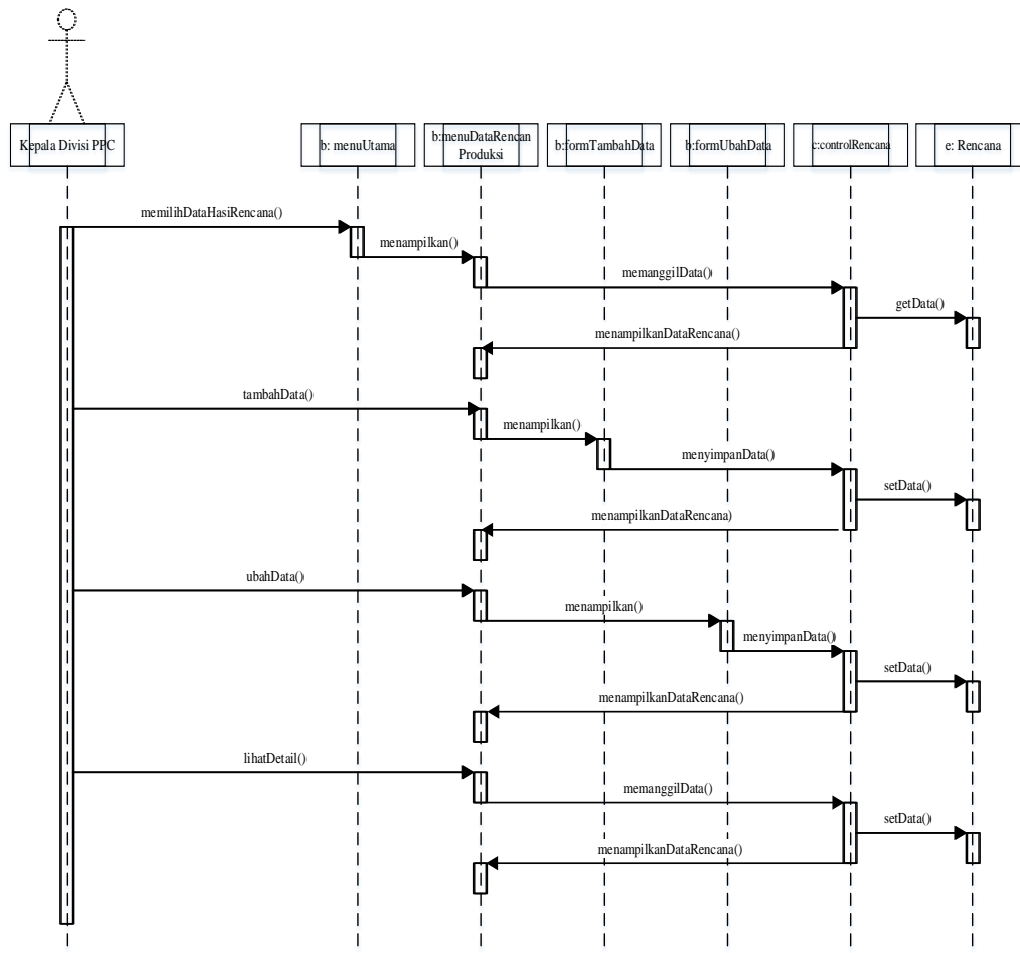 Kepala Divisi PPC
b: menuUtama
b:menuDataRencan
Produksi
b:formTambahData
b:formUbahData
c:controlRencana
e: Rencana
memilihDataHasiRencana()
menampilkan()
memanggilData()
getData()
menampilkanDataRencana()
tambahData()
menampilkan()
menyimpanData()
setData()
menampilkanDataRencana)
ubahData()
menampilkan()
menyimpanData()
setData()
menampilkanDataRencana()
lihatDetail()
memanggilData()
setData()
menampilkanDataRencana()